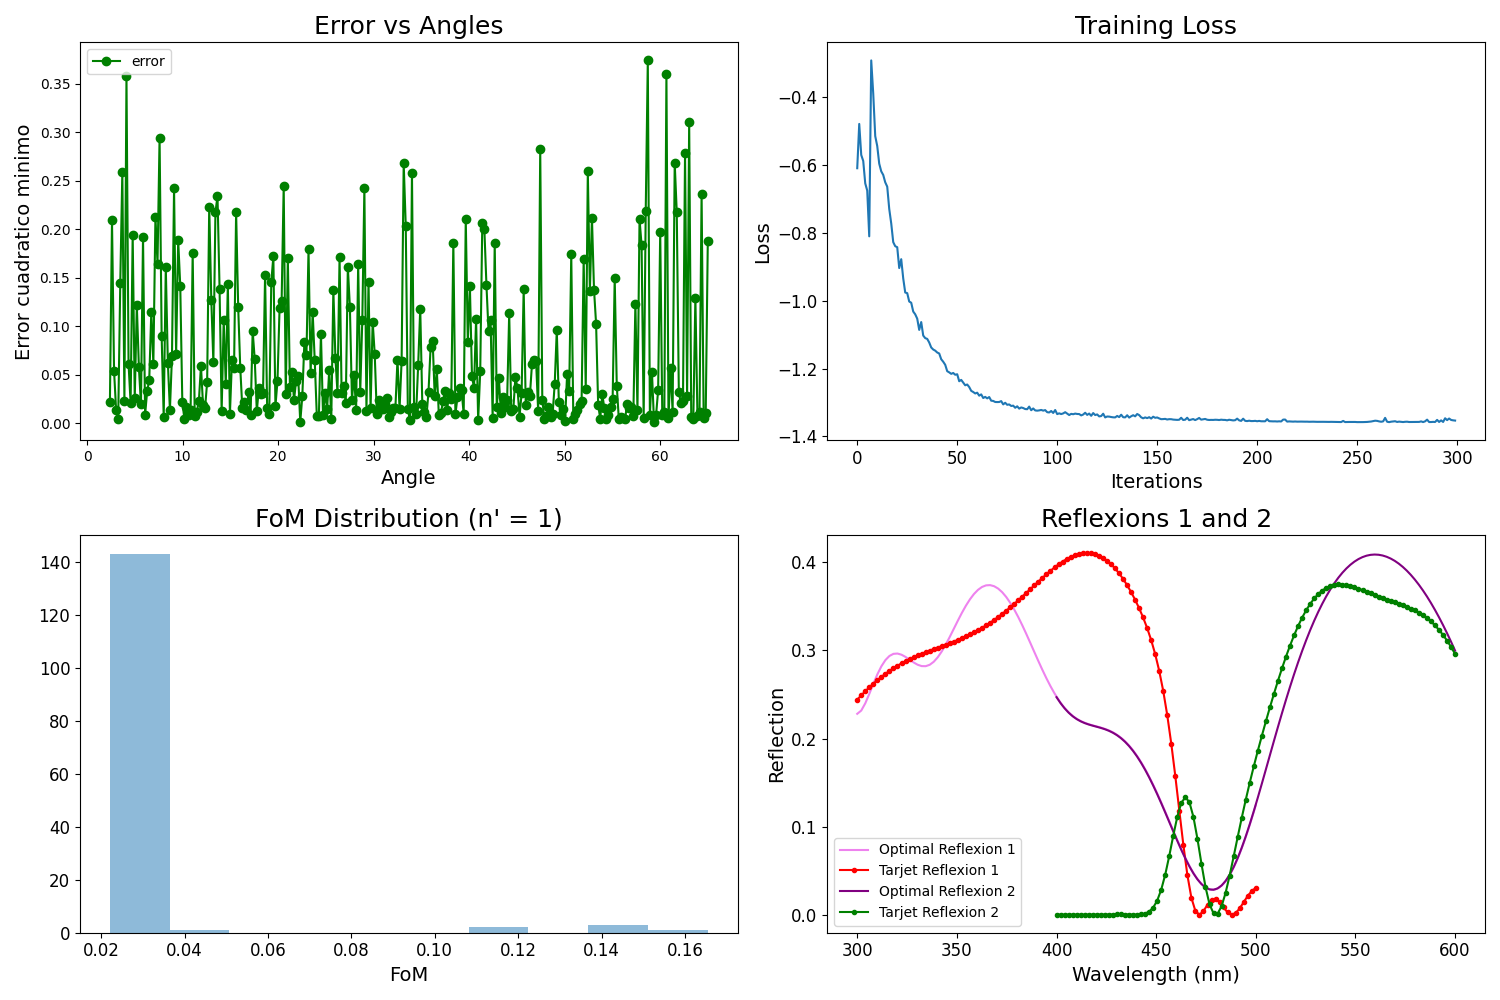 Error vs Angles
error
Error cuadratico minimo
0.35
0.30
0.25
0.20
0.15
0.10
0.05
0.00
0 10 20 30 40 50 60
Angle
Training Loss
Loss
−0.4
−0.6
−0.8
−1.0
−1.2
−1.4
0 50 100 150 200 250 300
Iterations
FoM Distribution (n' = 1)
140
120
100
80
60
40
20
0
0.02 0.04 0.06 0.08 0.10 0.12 0.14 0.16
FoM
Reflexions 1 and 2
Reflection
0.4
0.3
0.2
0.1
0.0
Optimal Reflexion 1
Tarjet Reflexion 1
Optimal Reflexion 2
Tarjet Reflexion 2
300 350 400 450 500 550 600
Wavelength (nm)